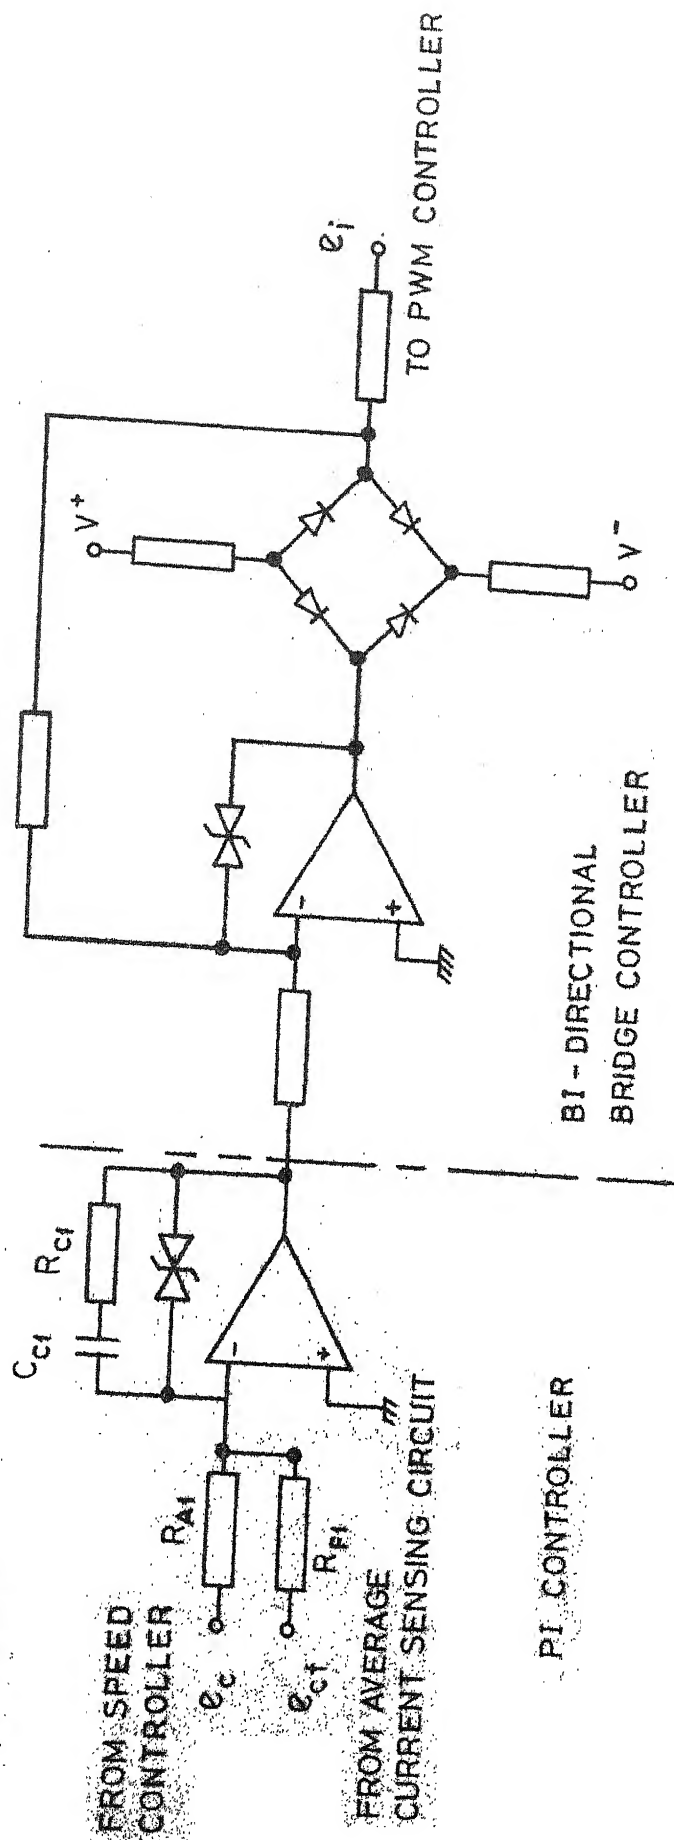 FROM SPEED
CONTROLLER
e_c
R_A1
e_cf
R_F1
FROM AVERAGE
CURRENT SENSING CIRCUIT
C_C1
R_C1
-
+
PI CONTROLLER
-
+
V+
V-
e_i
TO PWM CONTROLLER
BI-DIRECTIONAL
BRIDGE CONTROLLER